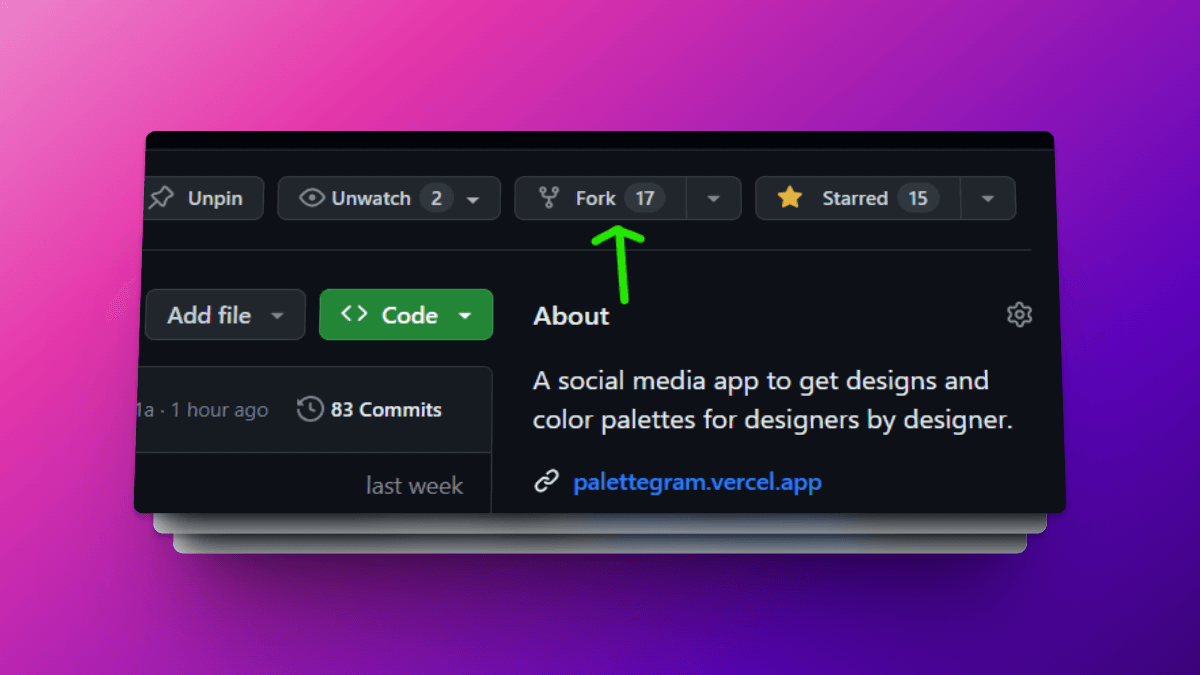 Unpin Unwatch 2 Fork 17 Starred 15
Add file <> Code About
A social media app to get designs and
color palettes for designers by designer.
1a · 1 hour ago 83 Commits
last week palettegram.vercel.app